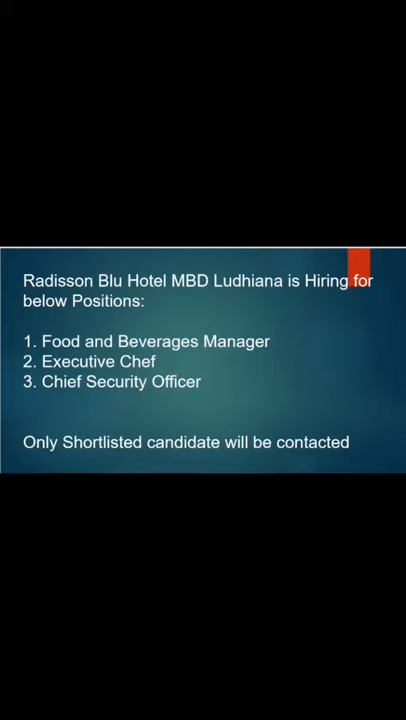 Radisson Blu Hotel MBD Ludhiana is Hiring for
below Positions:
1. Food and Beverages Manager
2. Executive Chef
3. Chief Security Officer
Only Shortlisted candidate will be contacted